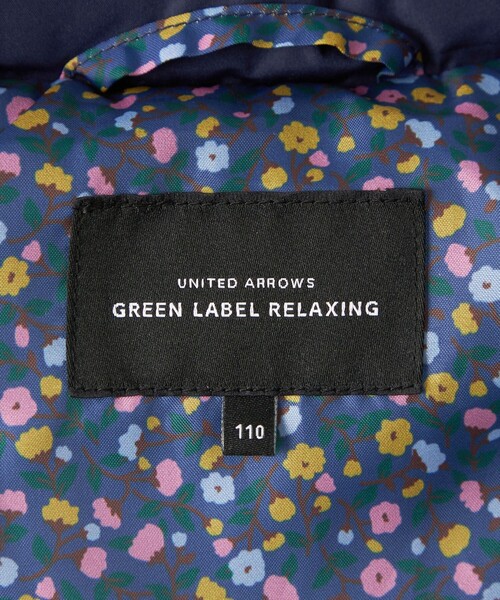 UNITED ARROWS
GREEN LABEL RELAXING
110